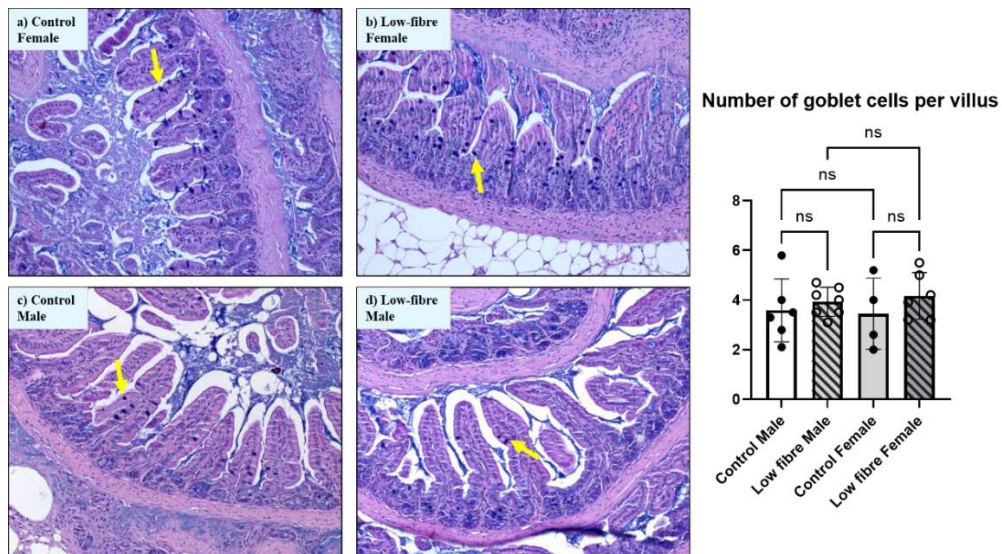 a) Control
Female
b) Low-fibre
Female
c) Control
Male
d) Low-fibre
Male
Number of goblet cells per villus
ns
ns
ns
ns
8
6
4
2
0
Control Male
Low fibre Male
Control Female
Low fibre Female